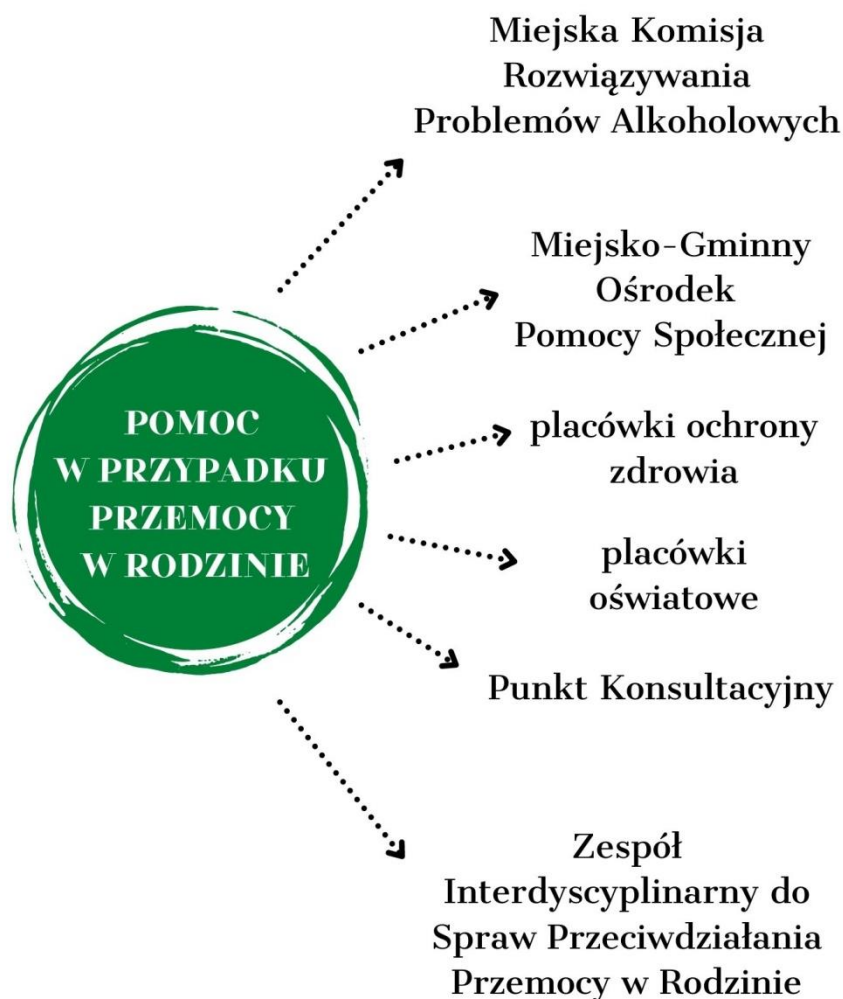 Miejska Komisja
Rozwiązywania
Problemów Alkoholowych
Miejsko-Gminny
Ośrodek
Pomocy Społecznej
POMOC
W PRZYPADKU
PRZEMOCY
W RODZINIE
placówki ochrony
zdrowia
placówki
oświatowe
Punkt Konsultacyjny
Zespół
Interdyscyplinarny do
Spraw Przeciwdziałania
Przemocy w Rodzinie